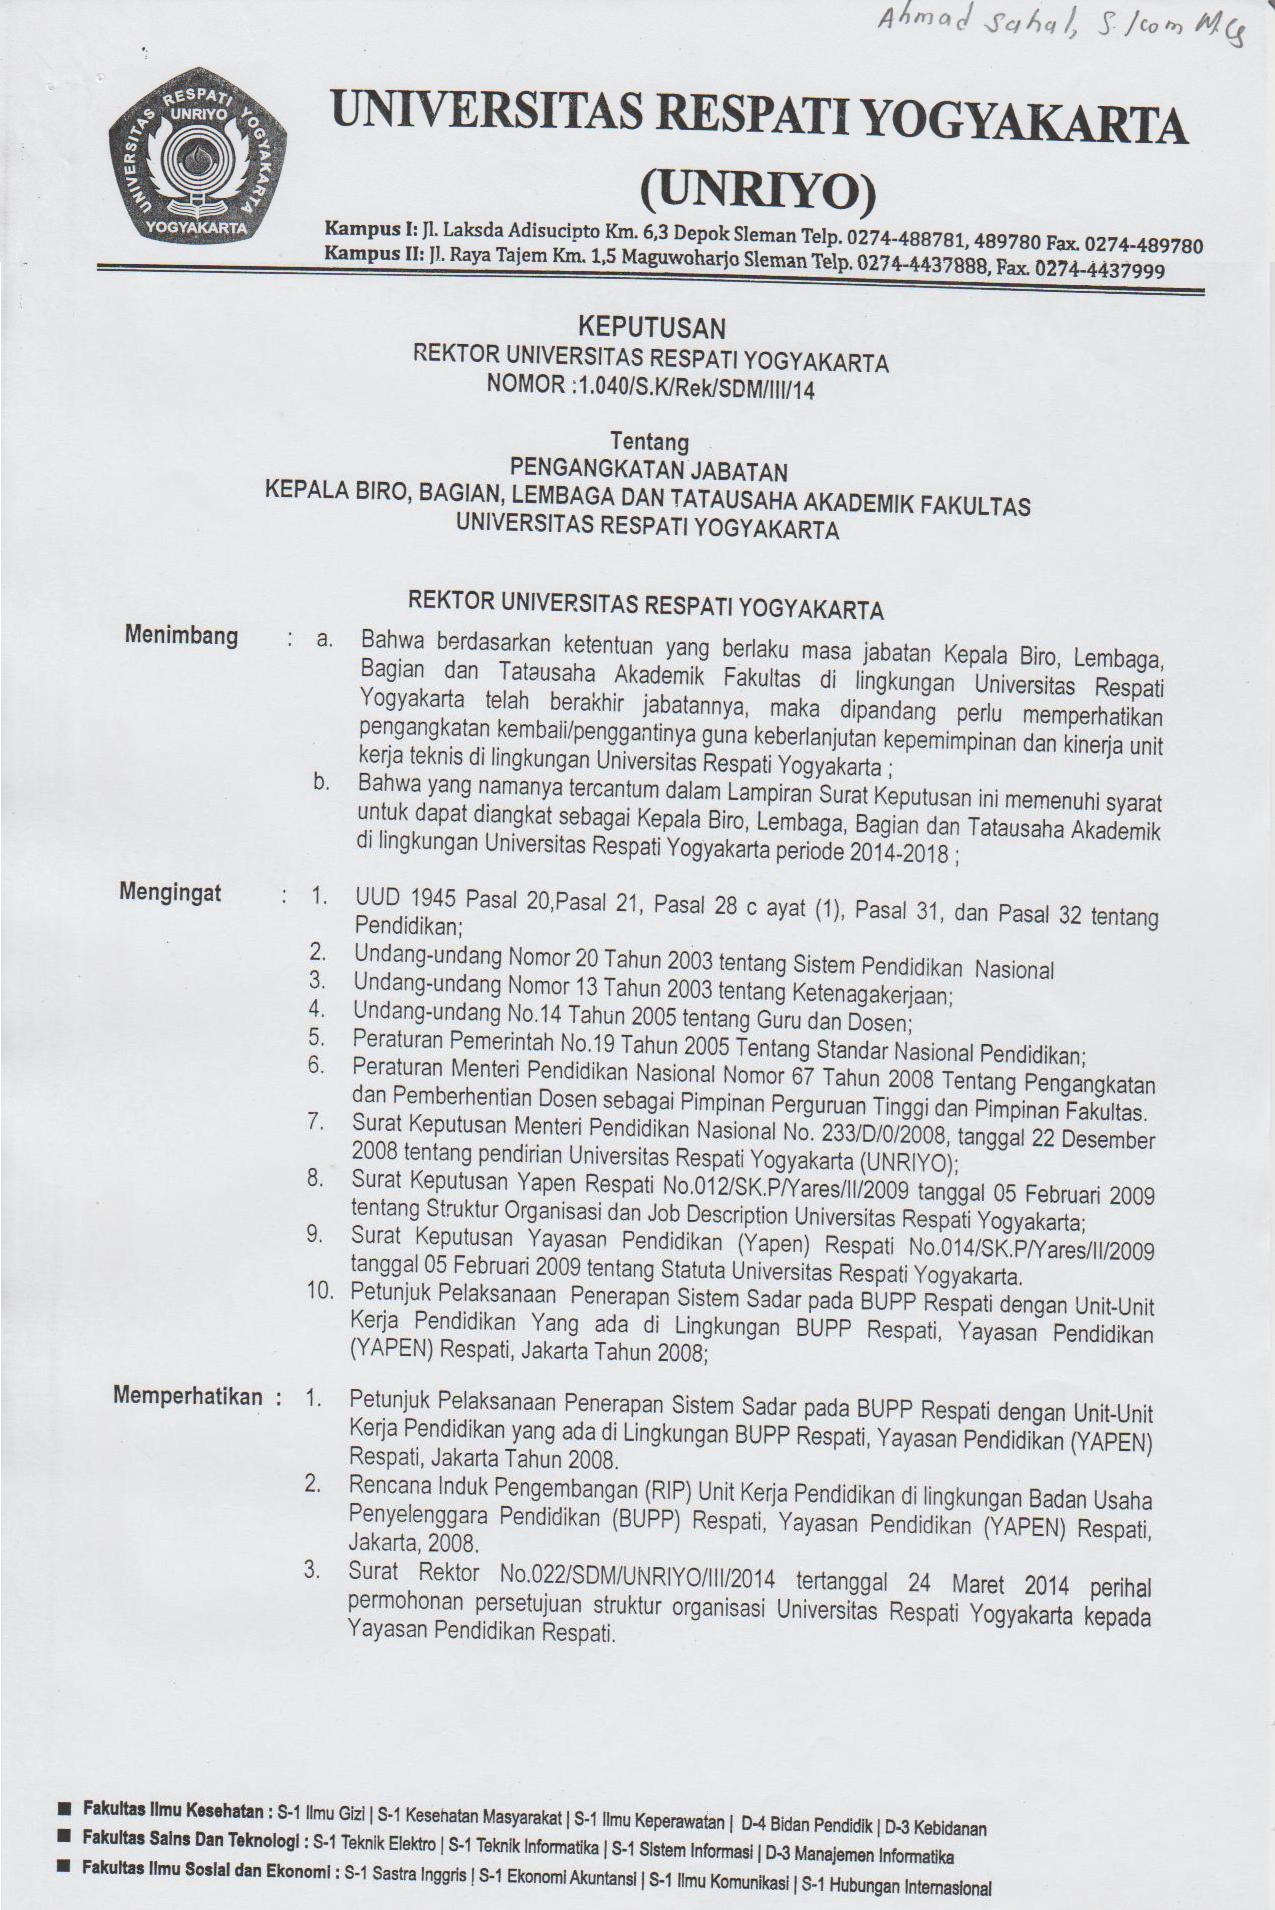 Ahmad Sahal, S.Kom M.Cs
UNIVERSITAS RESPATI YOGYAKARTA
UNRIYO
YOGYAKARTA
UNIVERSITAS RESPATI YOGYAKARTA
(UNRIYO)
Kampus I: Jl. Laksda Adisucipto Km. 6,3 Depok Sleman Telp. 0274-488781, 489780 Fax. 0274-489780
Kampus II: Jl. Raya Tajem Km. 1,5 Maguwoharjo Sleman Telp. 0274-4437888, Fax. 0274-4437999
KEPUTUSAN
REKTOR UNIVERSITAS RESPATI YOGYAKARTA
NOMOR :1.040/S.K/Rek/SDM/III/14
Tentang
PENGANGKATAN JABATAN
KEPALA BIRO, BAGIAN, LEMBAGA DAN TATAUSAHA AKADEMIK FAKULTAS
UNIVERSITAS RESPATI YOGYAKARTA
REKTOR UNIVERSITAS RESPATI YOGYAKARTA
Menimbang : a. Bahwa berdasarkan ketentuan yang berlaku masa jabatan Kepala Biro, Lembaga,
Bagian dan Tatausaha Akademik Fakultas di lingkungan Universitas Respati
Yogyakarta telah berakhir jabatannya, maka dipandang perlu memperhatikan
pengangkatan kembali/penggantinya guna keberlanjutan kepemimpinan dan kinerja unit
kerja teknis di lingkungan Universitas Respati Yogyakarta ;
b. Bahwa yang namanya tercantum dalam Lampiran Surat Keputusan ini memenuhi syarat
untuk dapat diangkat sebagai Kepala Biro, Lembaga, Bagian dan Tatausaha Akademik
di lingkungan Universitas Respati Yogyakarta periode 2014-2018 ;
Mengingat : 1. UUD 1945 Pasal 20,Pasal 21, Pasal 28 c ayat (1), Pasal 31, dan Pasal 32 tentang
Pendidikan;
2. Undang-undang Nomor 20 Tahun 2003 tentang Sistem Pendidikan Nasional
3. Undang-undang Nomor 13 Tahun 2003 tentang Ketenagakerjaan;
4. Undang-undang No.14 Tahun 2005 tentang Guru dan Dosen;
5. Peraturan Pemerintah No.19 Tahun 2005 Tentang Standar Nasional Pendidikan;
6. Peraturan Menteri Pendidikan Nasional Nomor 67 Tahun 2008 Tentang Pengangkatan
dan Pemberhentian Dosen sebagai Pimpinan Perguruan Tinggi dan Pimpinan Fakultas.
7. Surat Keputusan Menteri Pendidikan Nasional No. 233/D/0/2008, tanggal 22 Desember
2008 tentang pendirian Universitas Respati Yogyakarta (UNRIYO);
8. Surat Keputusan Yapen Respati No.012/SK.P/Yares/II/2009 tanggal 05 Februari 2009
tentang Struktur Organisasi dan Job Description Universitas Respati Yogyakarta;
9. Surat Keputusan Yayasan Pendidikan (Yapen) Respati No.014/SK.P/Yares/II/2009
tanggal 05 Februari 2009 tentang Statuta Universitas Respati Yogyakarta.
10. Petunjuk Pelaksanaan Penerapan Sistem Sadar pada BUPP Respati dengan Unit-Unit
Kerja Pendidikan Yang ada di Lingkungan BUPP Respati, Yayasan Pendidikan
(YAPEN) Respati, Jakarta Tahun 2008;
Memperhatikan : 1. Petunjuk Pelaksanaan Penerapan Sistem Sadar pada BUPP Respati dengan Unit-Unit
Kerja Pendidikan yang ada di Lingkungan BUPP Respati, Yayasan Pendidikan (YAPEN)
Respati, Jakarta Tahun 2008.
2. Rencana Induk Pengembangan (RIP) Unit Kerja Pendidikan di lingkungan Badan Usaha
Penyelenggara Pendidikan (BUPP) Respati, Yayasan Pendidikan (YAPEN) Respati,
Jakarta, 2008.
3. Surat Rektor No.022/SDM/UNRIYO/III/2014 tertanggal 24 Maret 2014 perihal
permohonan persetujuan struktur organisasi Universitas Respati Yogyakarta kepada
Yayasan Pendidikan Respati.
■ Fakultas Ilmu Kesehatan : S-1 Ilmu Gizi | S-1 Kesehatan Masyarakat | S-1 Ilmu Keperawatan | D-4 Bidan Pendidik | D-3 Kebidanan
■ Fakultas Sains Dan Teknologi : S-1 Teknik Elektro | S-1 Teknik Informatika | S-1 Sistem Informasi | D-3 Manajemen Informatika
■ Fakultas Ilmu Sosial dan Ekonomi : S-1 Sastra Inggris | S-1 Ekonomi Akuntansi | S-1 Ilmu Komunikasi | S-1 Hubungan Internasional